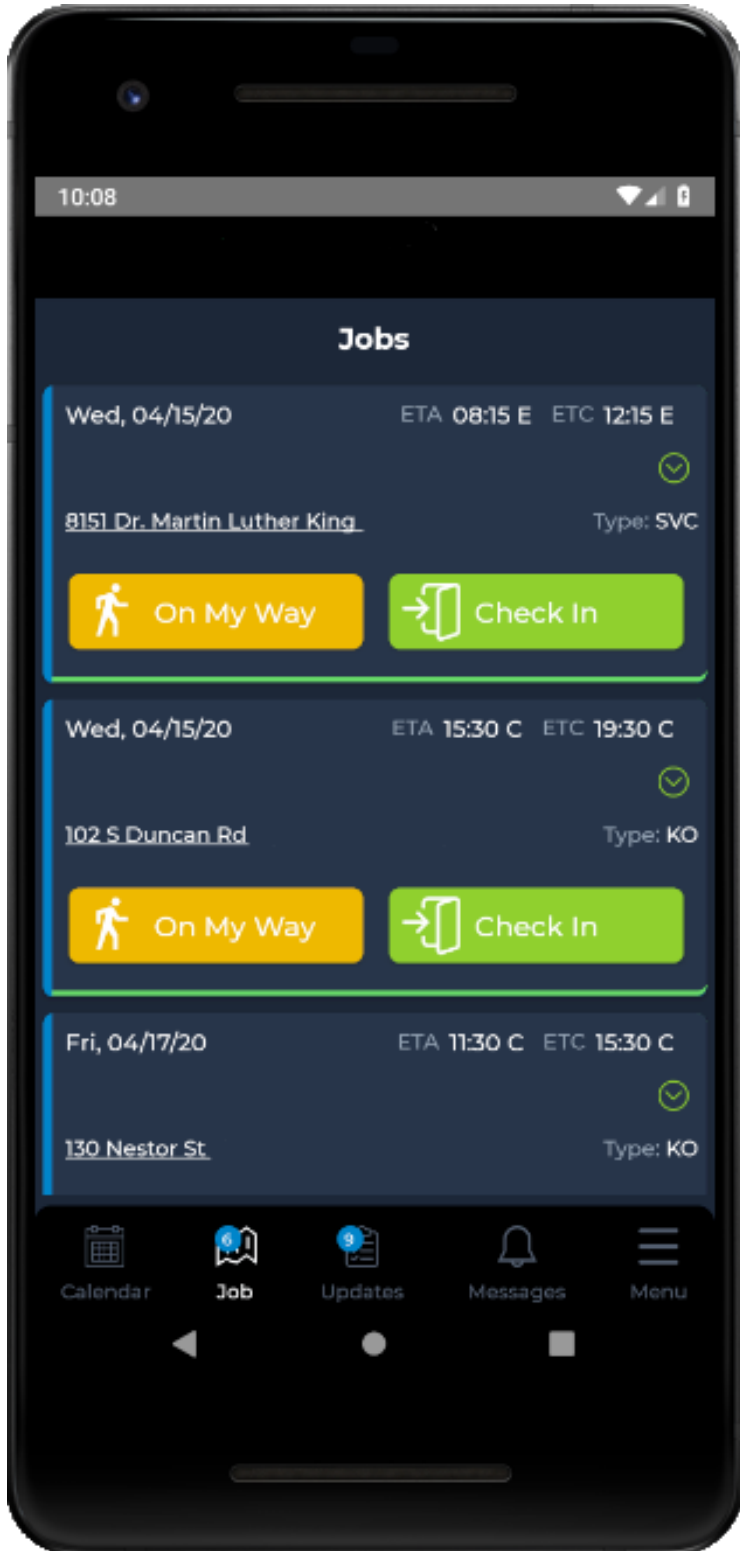 10:08
Jobs
Wed, 04/15/20 ETA 08:15 E ETC 12:15 E
8151 Dr. Martin Luther King Type: SVC
On My Way Check In
Wed, 04/15/20 ETA 15:30 C ETC 19:30 C
102 S Duncan Rd Type: KO
On My Way Check In
Fri, 04/17/20 ETA 11:30 C ETC 15:30 C
130 Nestor St Type: KO
6 9
Calendar Job Updates Messages Menu